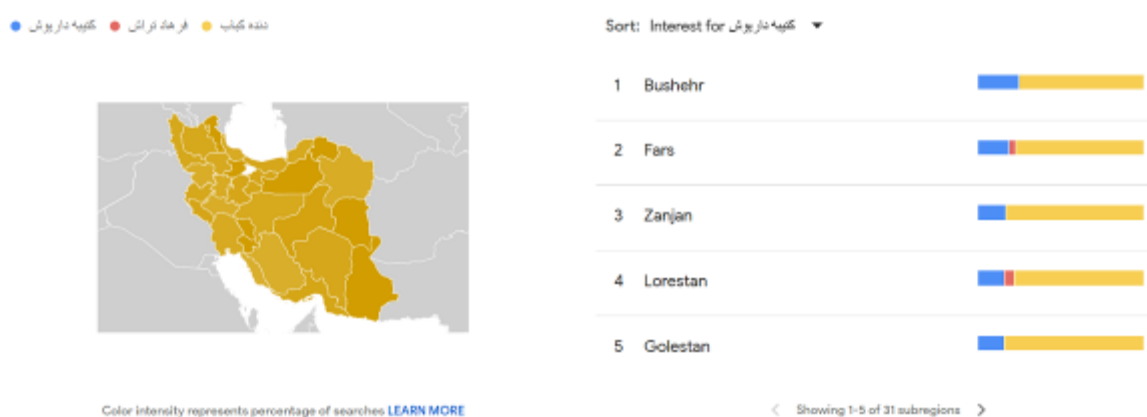 کتیبه داریوش فرهاد تراش دنده کباب
Sort: Interest for کتیبه داریوش
1 Bushehr
2 Fars
3 Zanjan
4 Lorestan
5 Golestan
Color intensity represents percentage of searches LEARN MORE
Showing 1-5 of 31 subregions